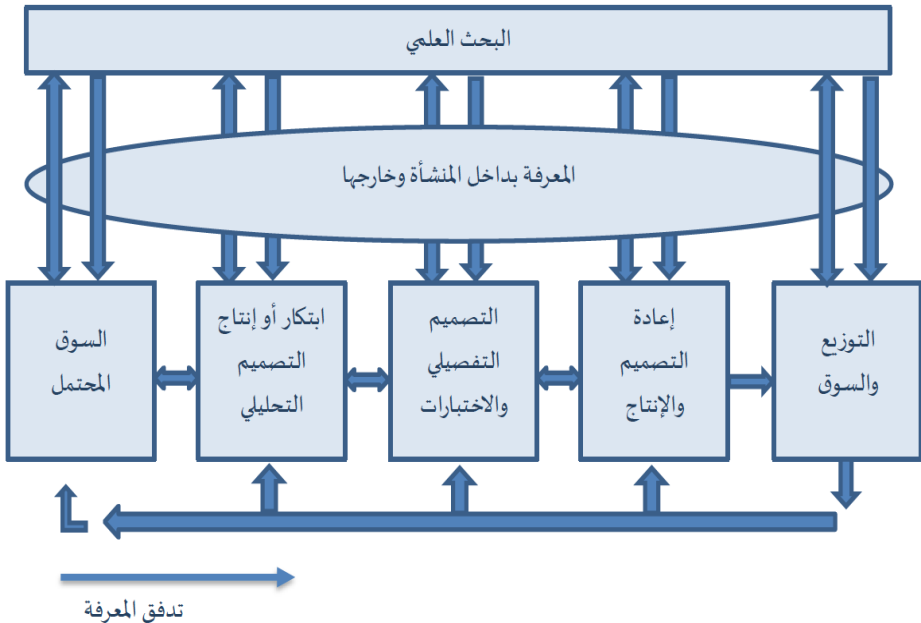 البحث العلمي
المعرفة بداخل المنشأة وخارجها
السوق
المحتمل
ابتكار أو إنتاج
التصميم
التحليلي
التصميم
التفصيلي
والاختبارات
إعادة
التصميم
والإنتاج
التوزيع
والسوق
تدفق المعرفة